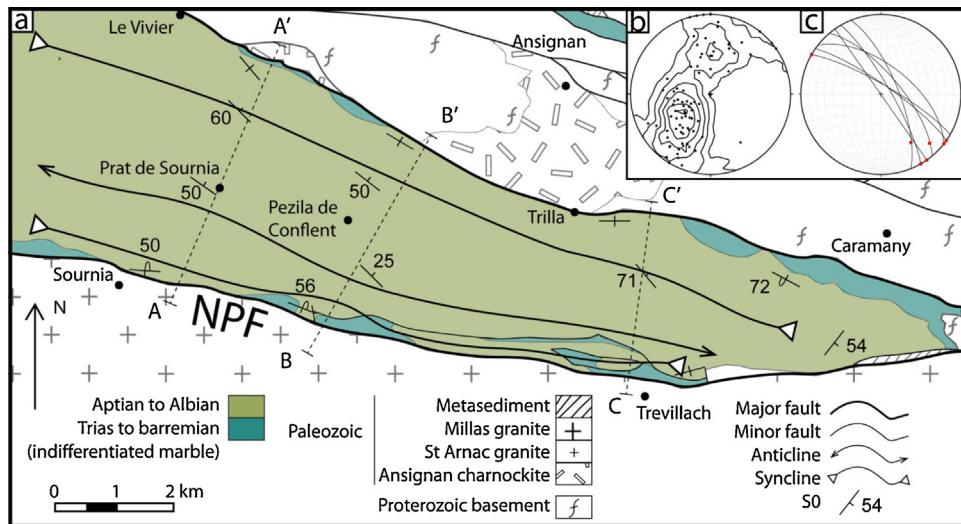 a
Le Vivier
A'
Ansignan
b
c
60
B'
Prat de Sournia
50
50
C'
Pezila de
Conflent
Trilla
Caramany
50
25
71
72
Sournia
56
N
A
NPF
54
B
C
Trevillach
Aptian to Albian
Trias to barremian
(indifferentiated marble)
0 1 2 km
Paleozoic
Metasediment
Millas granite
St Arnac granite
Ansignan charnockite
Proterozoic basement
Major fault
Minor fault
Anticline
Syncline
S0
54